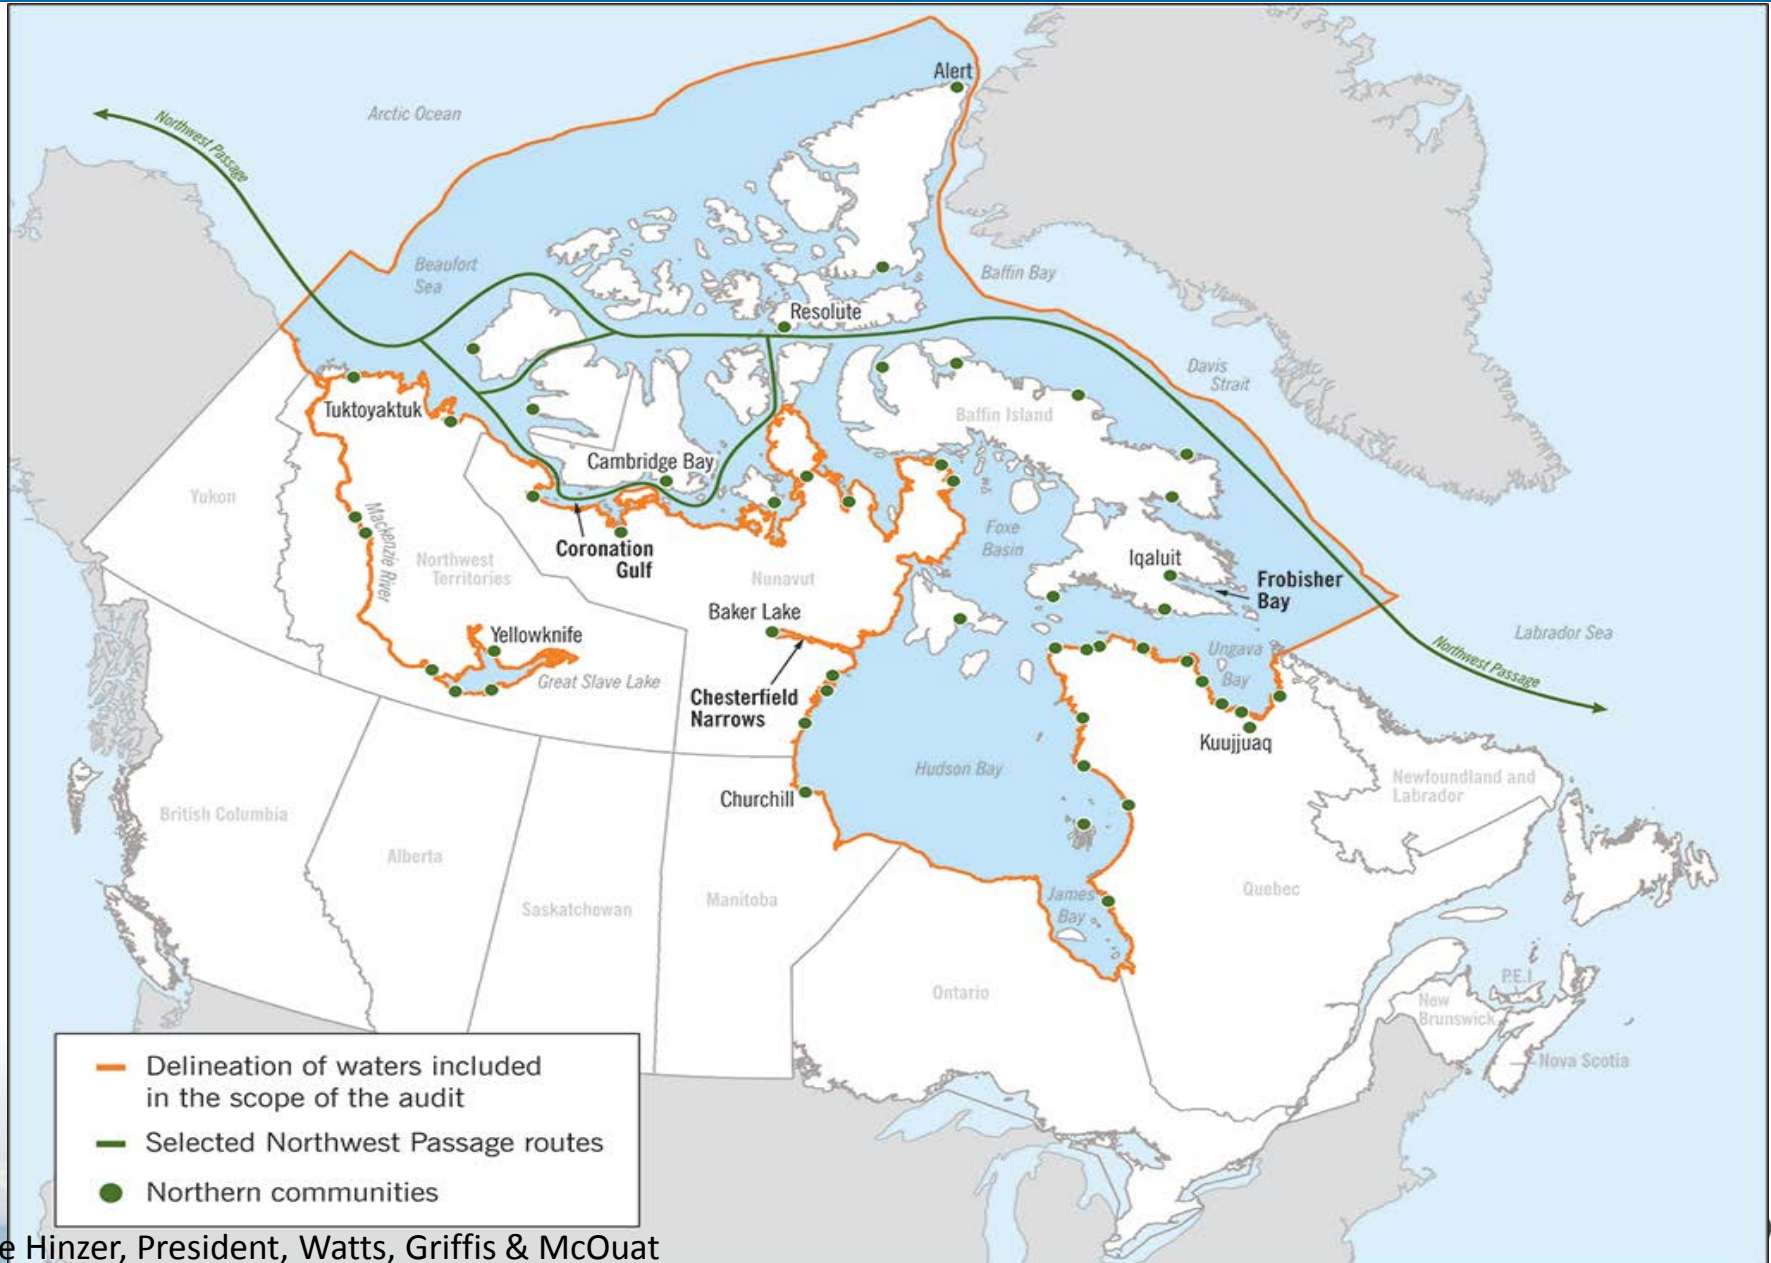 Alert
Northwest Passage
Arctic Ocean
Beaufort
Sea
Baffin Bay
Resolute
Davis
Strait
Tuktoyaktuk
Baffin Island
Cambridge Bay
Yukon
Mackenzie River
Northwest
Territories
Coronation
Gulf
Nunavut
Foxe
Basin
Iqaluit
Frobisher
Bay
Baker Lake
Yellowknife
Great Slave Lake
Labrador Sea
Northwest Passage
Ungava
Bay
Chesterfield
Narrows
Kuujjuaq
Hudson Bay
Churchill
Newfoundland and
Labrador
British Columbia
Alberta
Saskatchewan
Manitoba
James
Bay
Quebec
Ontario
P.E.I
New
Brunswick
Nova Scotia
Delineation of waters included
in the scope of the audit
Selected Northwest Passage routes
Northern communities
Hinzer, President, Watts, Griffis & McOuat